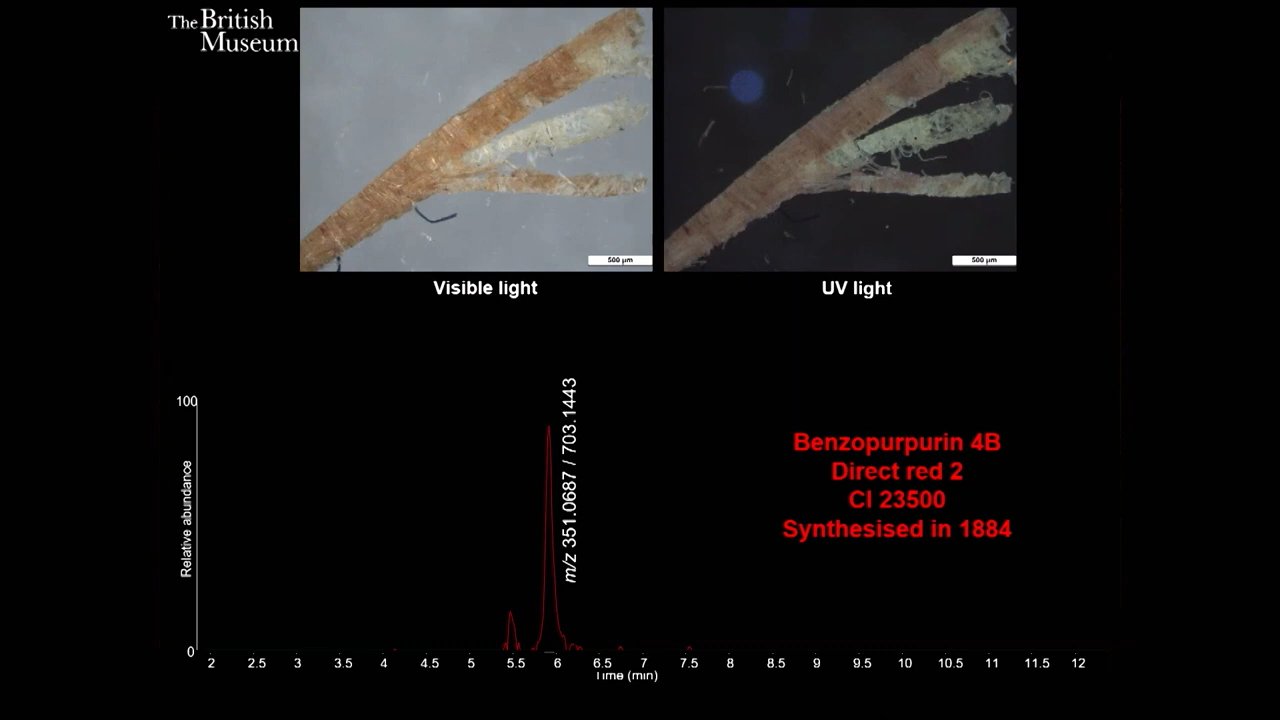 The British
Museum
500 µm
500 µm
Visible light
UV light
100
Relative abundance
0
m/z 351.0687 / 703.1443
Benzopurpurin 4B
Direct red 2
CI 23500
Synthesised in 1884
2 2.5 3 3.5 4 4.5 5 5.5 6 6.5 7 7.5 8 8.5 9 9.5 10 10.5 11 11.5 12
Time (min)